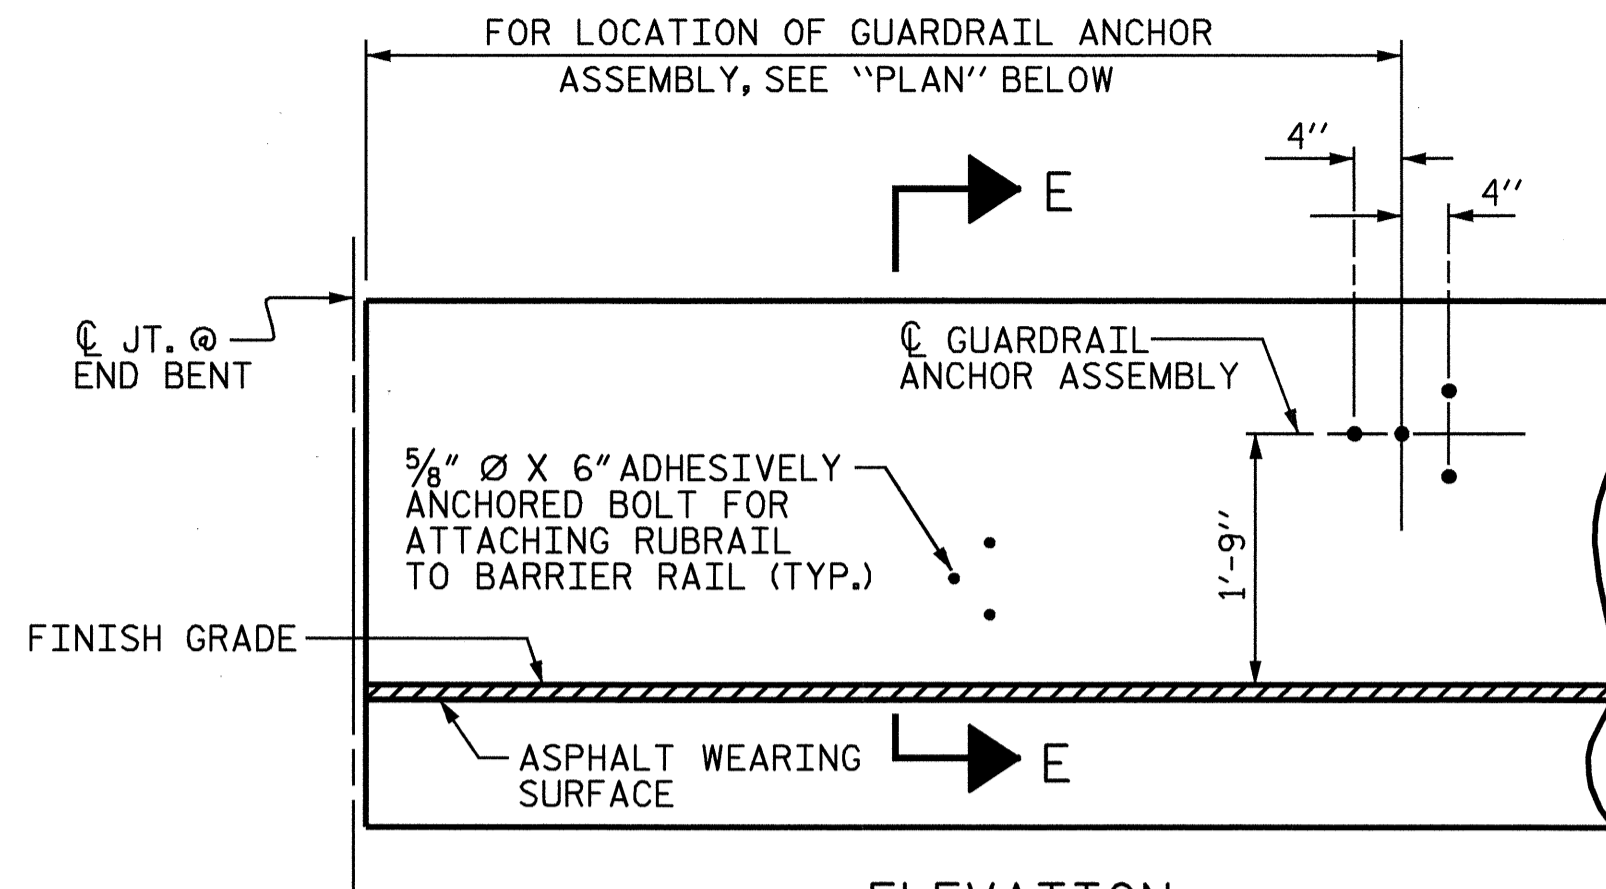 FOR LOCATION OF GUARDRAIL ANCHOR
ASSEMBLY, SEE "PLAN" BELOW
4"
4"
E
℄ JT. @
END BENT
℄ GUARDRAIL
ANCHOR ASSEMBLY
5/8" Ø X 6" ADHESIVELY
ANCHORED BOLT FOR
ATTACHING RUBRAIL
TO BARRIER RAIL (TYP.)
1'-9"
FINISH GRADE
ASPHALT WEARING
SURFACE
E
ELEVATION